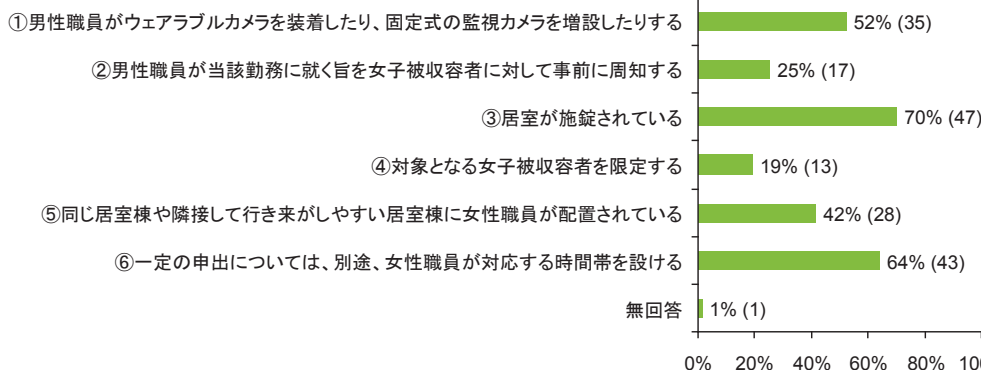 ①男性職員がウェアラブルカメラを装着したり、固定式の監視カメラを増設したりする 52% (35)
②男性職員が当該勤務に就く旨を女子被収容者に対して事前に周知する 25% (17)
③居室が施錠されている 70% (47)
④対象となる女子被収容者を限定する 19% (13)
⑤同じ居室棟や隣接して行き来がしやすい居室棟に女性職員が配置されている 42% (28)
⑥一定の申出については、別途、女性職員が対応する時間帯を設ける 64% (43)
無回答 1% (1)
0% 20% 40% 60% 80%